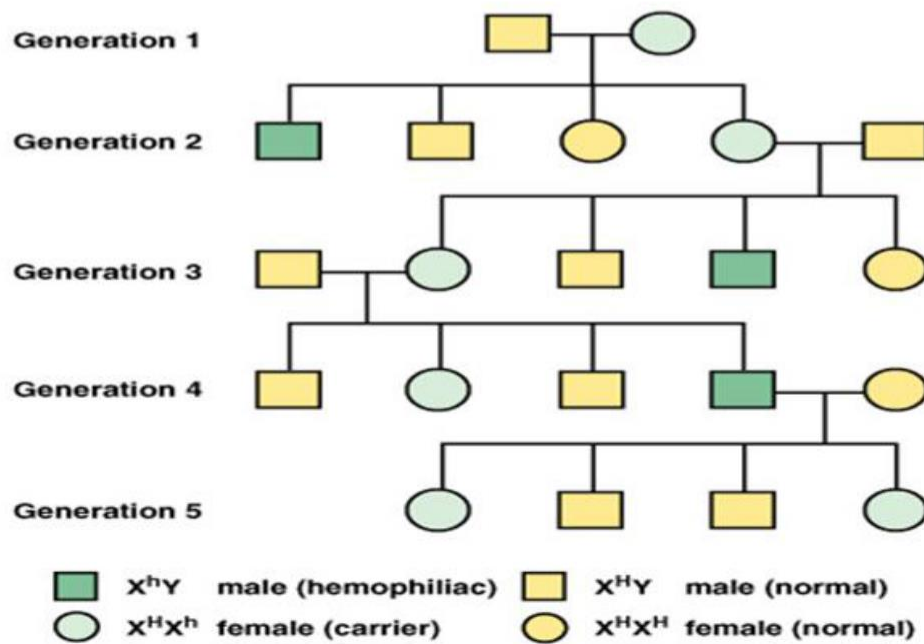 Generation 1
Generation 2
Generation 3
Generation 4
Generation 5
XʰY male (hemophiliac) XᴴY male (normal)
XᴴXʰ female (carrier) XᴴXᴴ female (normal)